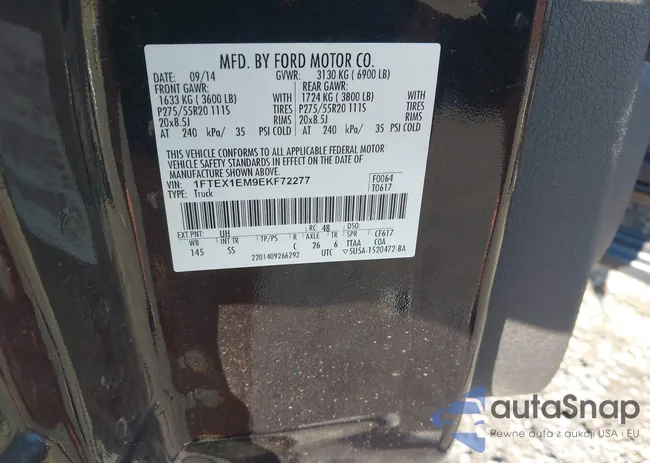 MFD. BY FORD MOTOR CO.
DATE: 09/14 GVWR: 3130 KG (6900 LB)
FRONT GAWR: REAR GAWR:
1633 KG (3600 LB) WITH 1724 KG (3800 LB) WITH
P275/55R20 111S TIRES P275/55R20 111S TIRES
20x8.5J RIMS 20x8.5J RIMS
AT 240 kPa/ 35 PSI COLD AT 240 kPa/ 35 PSI COLD
THIS VEHICLE CONFORMS TO ALL APPLICABLE FEDERAL MOTOR
VEHICLE SAFETY STANDARDS IN EFFECT ON THE DATE OF
MANUFACTURE SHOWN ABOVE.
VIN: 1FTEX1EM9EKF72277 F0064
TYPE: Truck T0617
EXT PNT: UH RC: 48 DSO:
WB INT TR TP/PS R AXLE TR SPR CF617
145 SS C 26 6 TTAA COA
2201409266292 UTC 5U5A-1520472-BA
autaSnap
Pewne auta z aukcji USA i EU